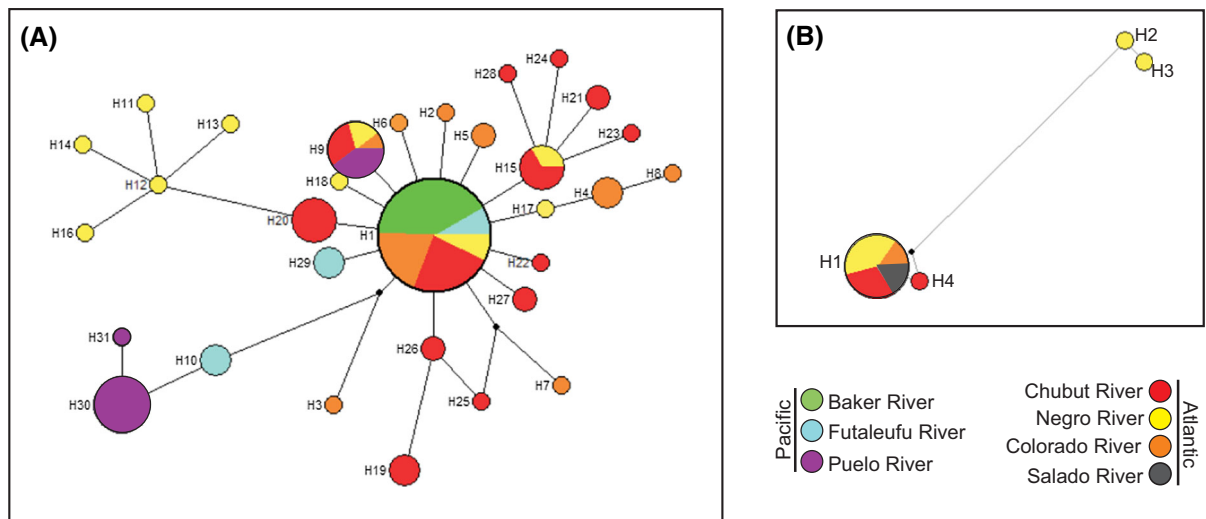 (A)
H24
H28
H11
H2
H21
H6
H13
H5
H23
H14
H9
H15
H8
H18
H4
H12
H17
H20
H16
H1
H29
H22
H27
H31
H26
H10
H7
H30
H3
H25
H19
(B)
H2
H3
H1
H4
Pacific
Baker River
Futaleufu River
Puelo River
Chubut River
Negro River
Colorado River
Salado River
Atlantic